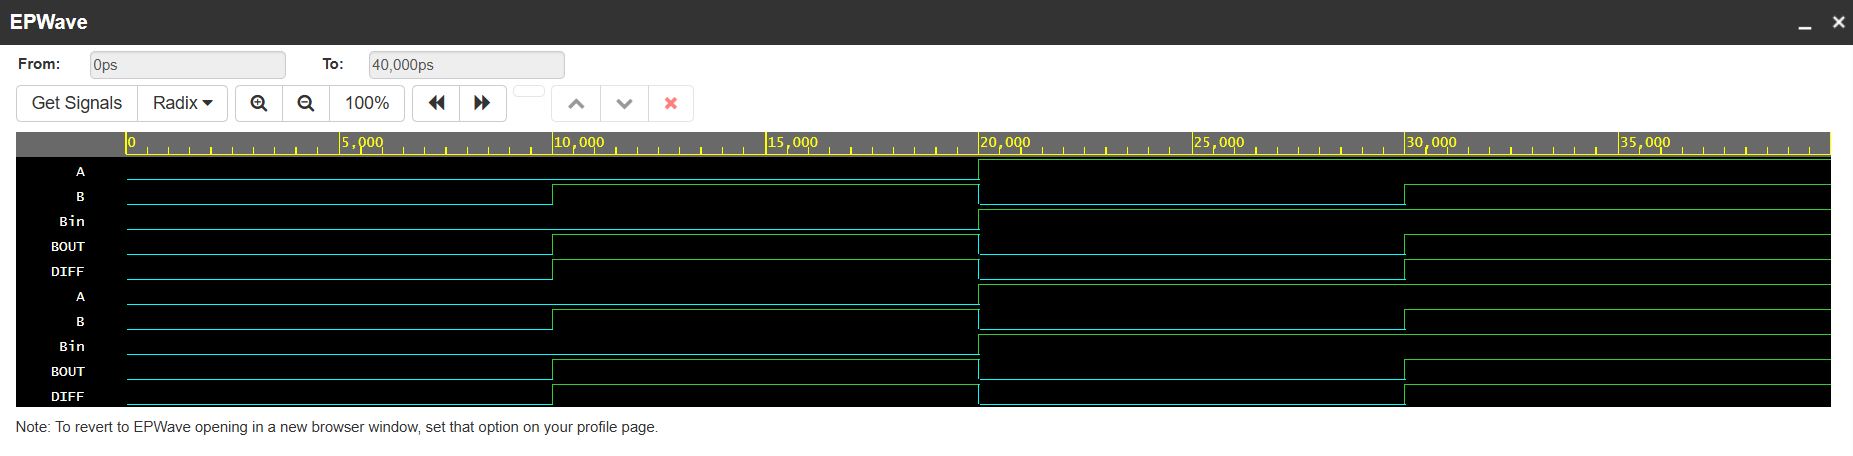 EPWave
From: 0ps To: 40,000ps
Get Signals Radix 100%
0 5,000 10,000 15,000 20,000 25,000 30,000 35,000
A
B
Bin
BOUT
DIFF
A
B
Bin
BOUT
DIFF
Note: To revert to EPWave opening in a new browser window, set that option on your profile page.